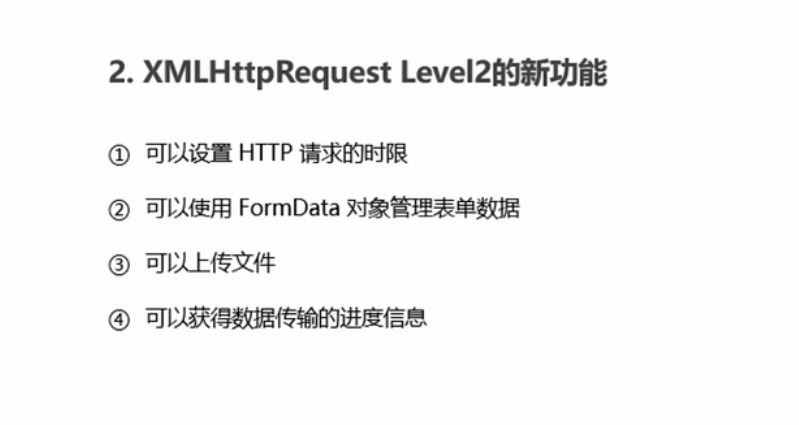 2. XMLHttpRequest Level2的新功能
① 可以设置 HTTP 请求的时限
② 可以使用 FormData 对象管理表单数据
③ 可以上传文件
④ 可以获得数据传输的进度信息